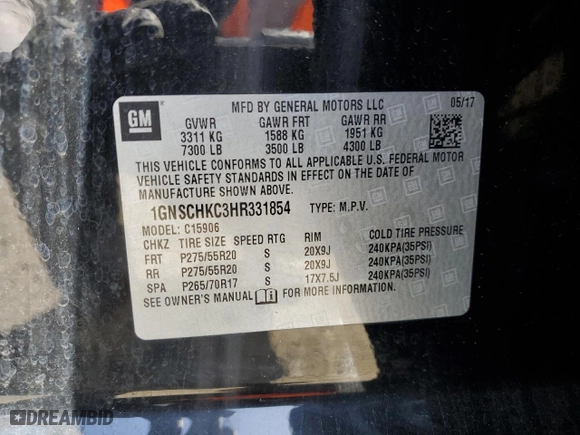 GM
MFD BY GENERAL MOTORS LLC 05/17
GVWR GAWR FRT GAWR RR
3311 KG 1588 KG 1951 KG
7300 LB 3500 LB 4300 LB
THIS VEHICLE CONFORMS TO ALL APPLICABLE U.S. FEDERAL MOTOR
VEHICLE SAFETY STANDARDS IN EFFECT ON THE DATE OF
MANUFACTURE SHOWN ABOVE.
1GNSCHKC3HR331854 TYPE: M.P.V.
MODEL: C15906
CHKZ TIRE SIZE SPEED RTG RIM COLD TIRE PRESSURE
FRT P275/55R20 S 20X9J 240KPA(35PSI)
RR P275/55R20 S 20X9J 240KPA(35PSI)
SPA P265/70R17 S 17X7.5J 240KPA(35PSI)
SEE OWNER'S MANUAL FOR MORE INFORMATION.
DREAMBID